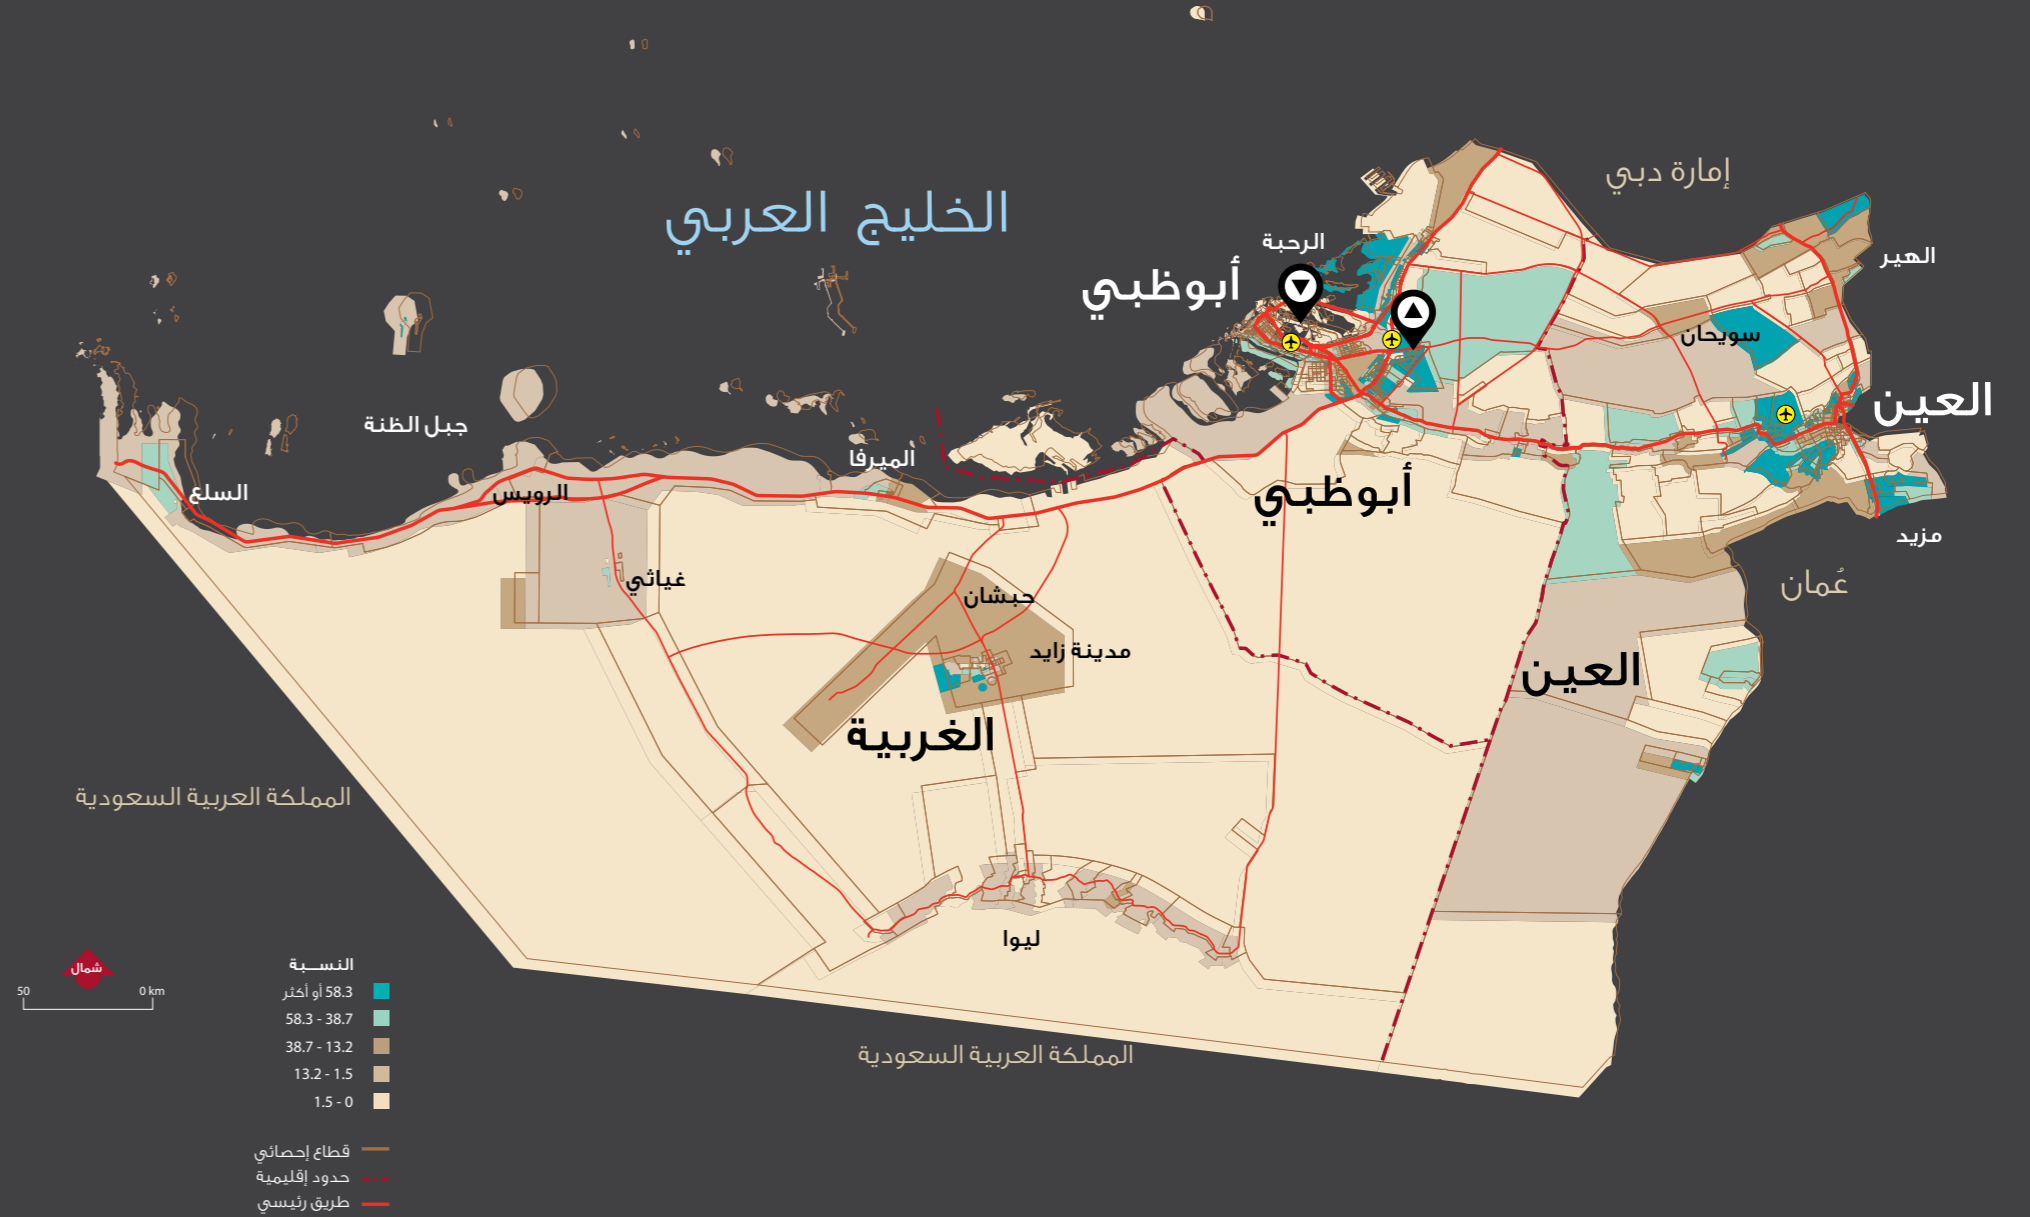 إمارة دبي
الخليج العربي
الرحبة
الهير
أبوظبي
سويحان
العين
جبل الظنة
الميرفا
السلع
الرويس
أبوظبي
مزيد
غياثي
حبشان
عُمان
مدينة زايد
العين
الغربية
المملكة العربية السعودية
ليوا
المملكة العربية السعودية
شمال
50
0 km
النسـبة
58.3 أو أكثر
58.3 - 38.7
38.7 - 13.2
13.2 - 1.5
1.5 - 0
قطاع إحصائي
حدود إقليمية
طريق رئيسي